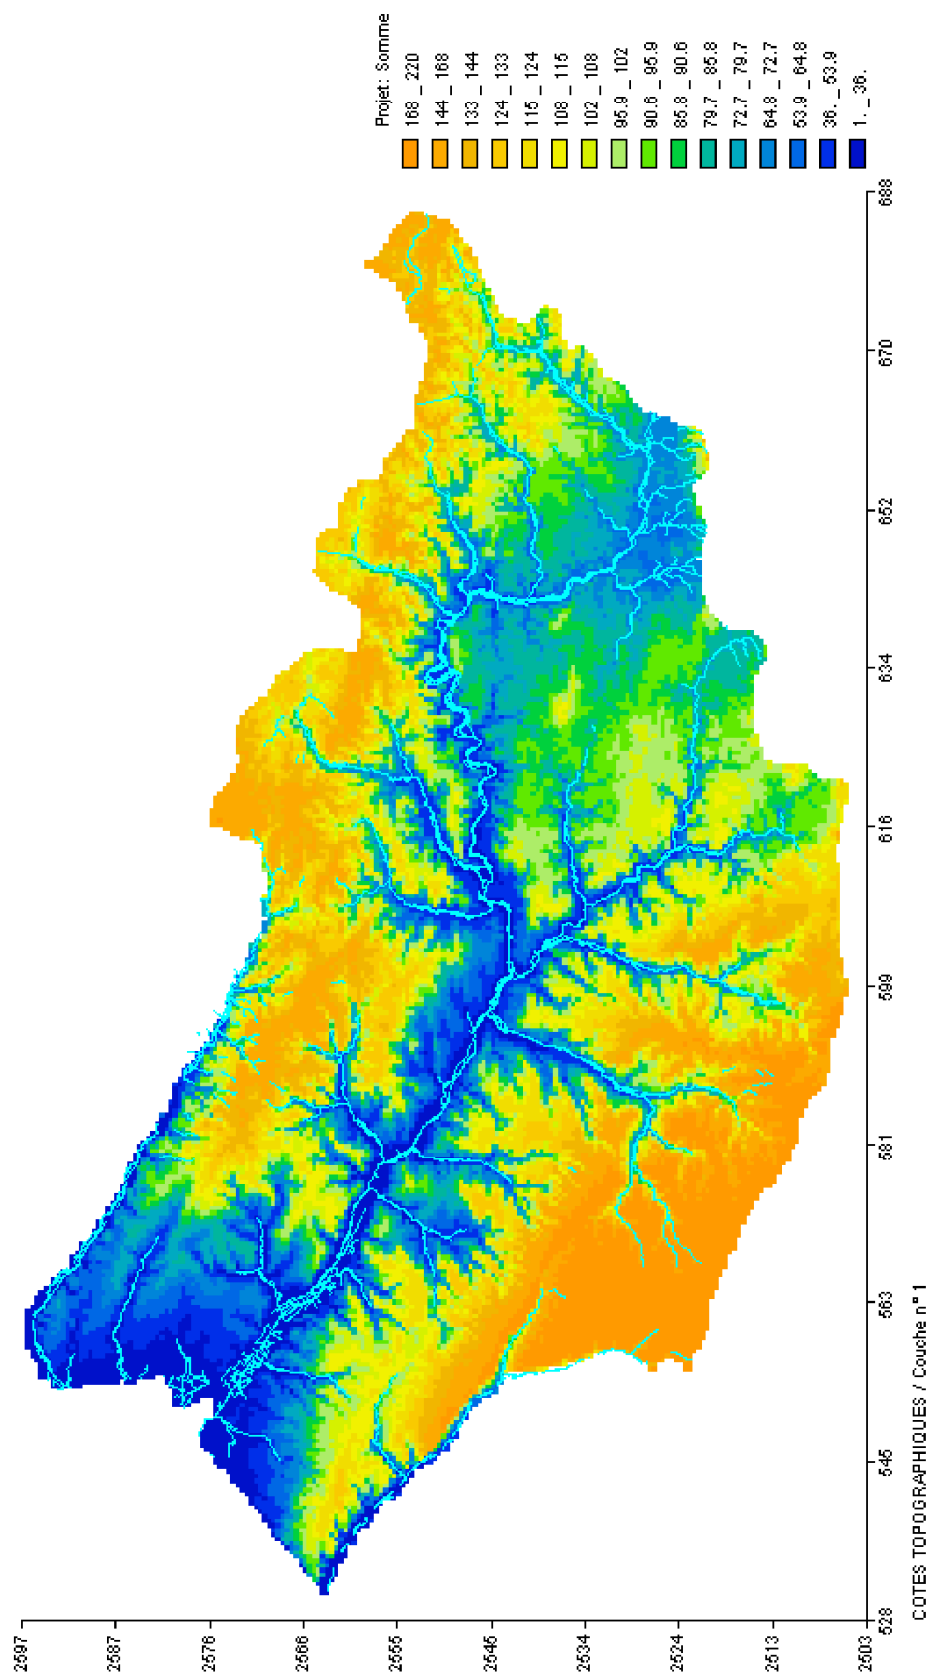 Projet: Somme
168 _ 220
144 _ 168
133 _ 144
124 _ 133
115 _ 124
108 _ 115
102 _ 108
95.9 _ 102
90.6 _ 95.9
85.8 _ 90.6
79.7 _ 85.8
72.7 _ 79.7
64.8 _ 72.7
53.9 _ 64.8
36. _ 53.9
1. _ 36.
2597
2587
2576
2566
2555
2545
2534
2524
2513
2503
528
546
563
581
599
616
634
652
670
688
COTES TOPOGRAPHIQUES / Couche n° 1